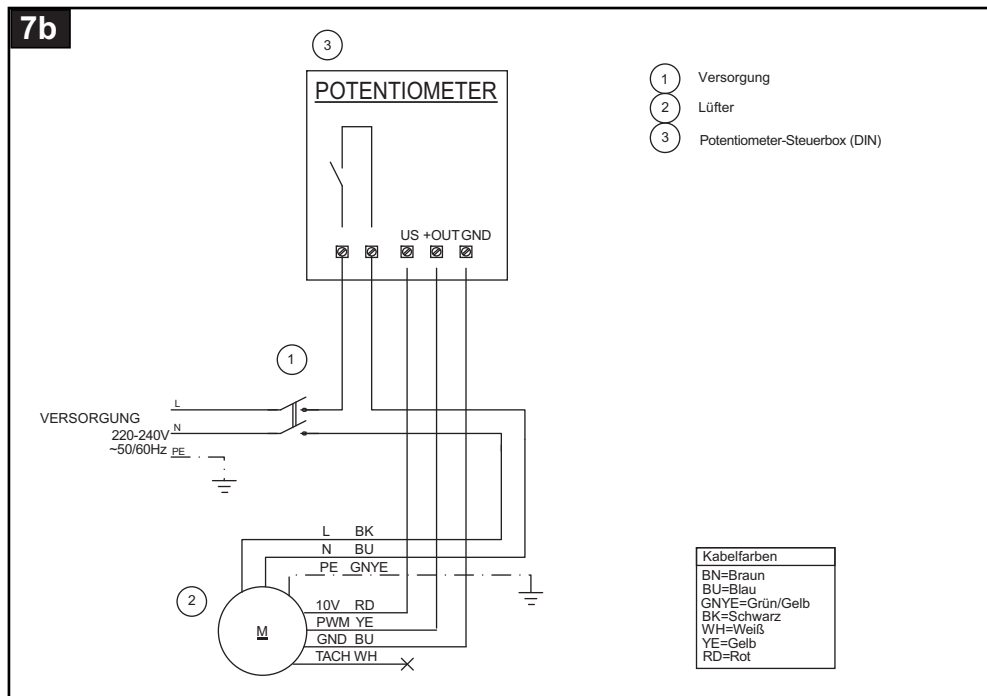 7b
3
POTENTIOMETER
US +OUT GND
1 Versorgung
2 Lüfter
3 Potentiometer-Steuerbox (DIN)
1
VERSORGUNG
220-240V
~50/60Hz
L
N
PE
L BK
N BU
PE GNYE
2
M
10V RD
PWM YE
GND BU
TACH WH
Kabelfarben
BN=Braun
BU=Blau
GNYE=Grün/Gelb
BK=Schwarz
WH=Weiß
YE=Gelb
RD=Rot